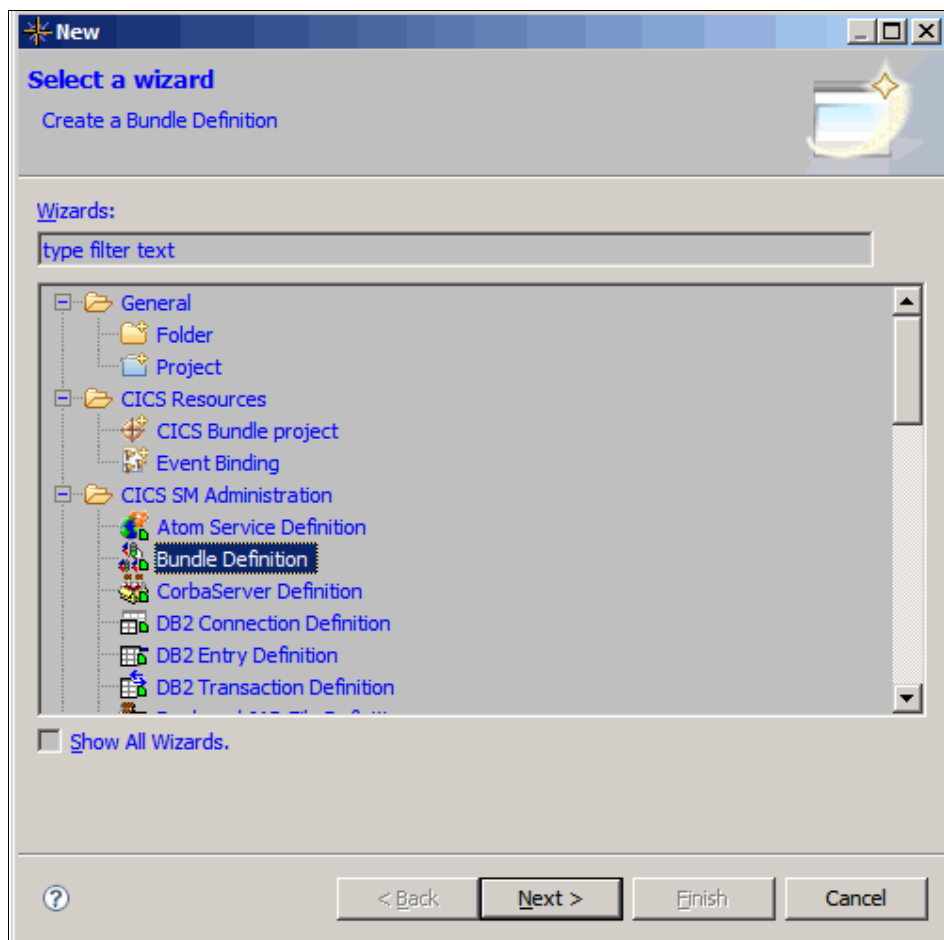 New
Select a wizard
Create a Bundle Definition
Wizards:
type filter text
General
Folder
Project
CICS Resources
CICS Bundle project
Event Binding
CICS SM Administration
Atom Service Definition
Bundle Definition
CorbaServer Definition
DB2 Connection Definition
DB2 Entry Definition
DB2 Transaction Definition
Show All Wizards.
? < Back Next > Finish Cancel